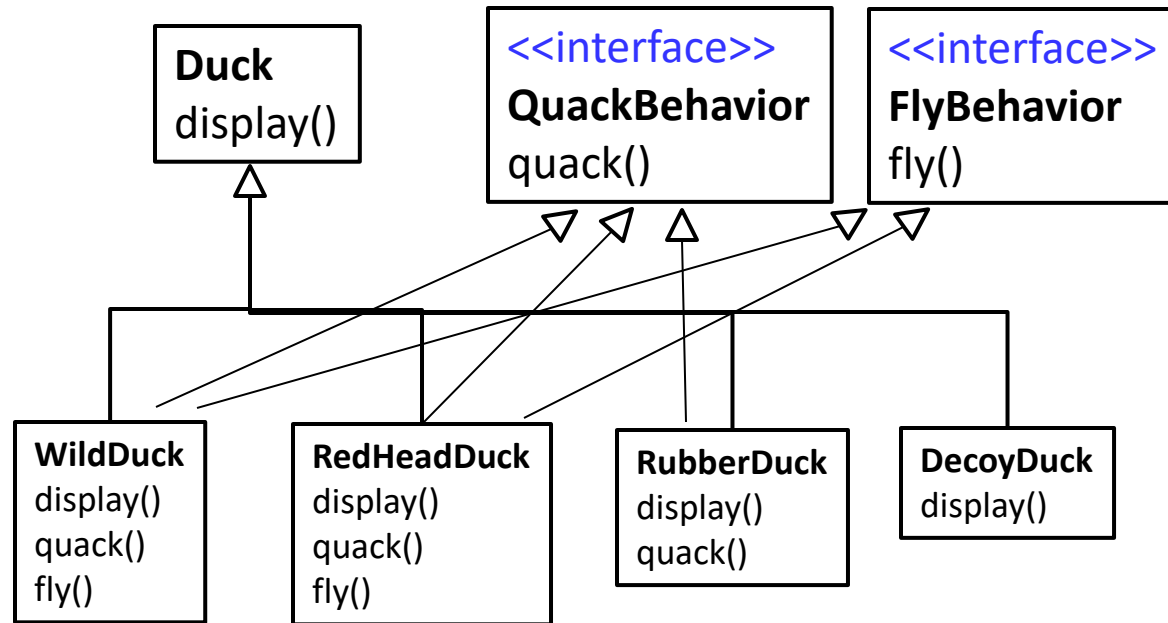 Duck
display()
<<interface>>
QuackBehavior
quack()
<<interface>>
FlyBehavior
fly()
WildDuck
display()
quack()
fly()
RedHeadDuck
display()
quack()
fly()
RubberDuck
display()
quack()
DecoyDuck
display()